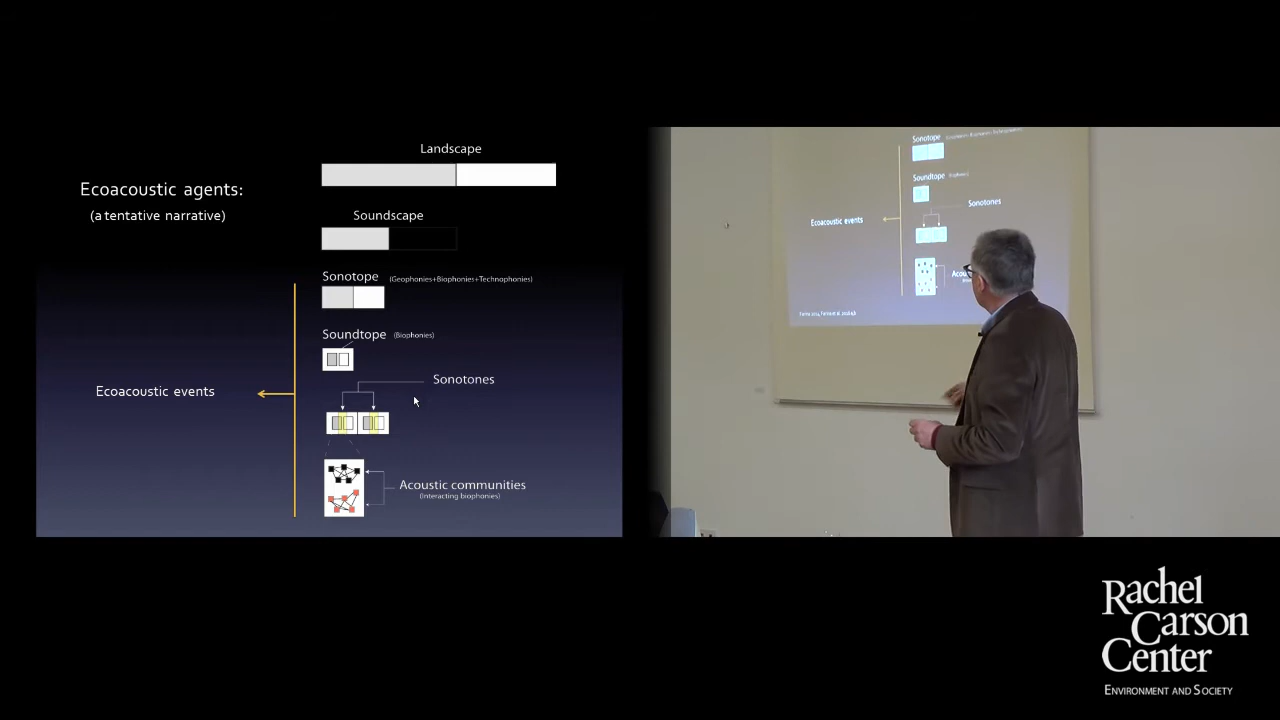 Ecoacoustic agents:
(a tentative narrative)
Landscape
Soundscape
Sonotope (Geophonies+Biophonies+Technophonies)
Soundtope (Biophonies)
Sonotones
Ecoacoustic events
Acoustic communities
(Interacting biophonies)
Sonotope
Soundtope (Biophonies)
Sonotones
Ecoacoustic events
Rachel
Carson
Center
ENVIRONMENT AND SOCIETY